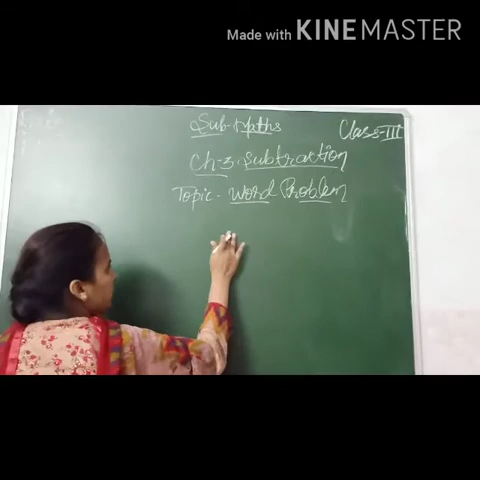 Made with KINEMASTER
Sub-Maths
Class-III
Ch-3. Subtraction
Topic - Word Problem